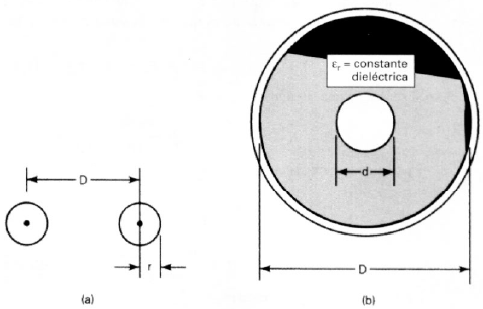 εr = constante
dieléctrica
D
d
r
D
(a)
(b)